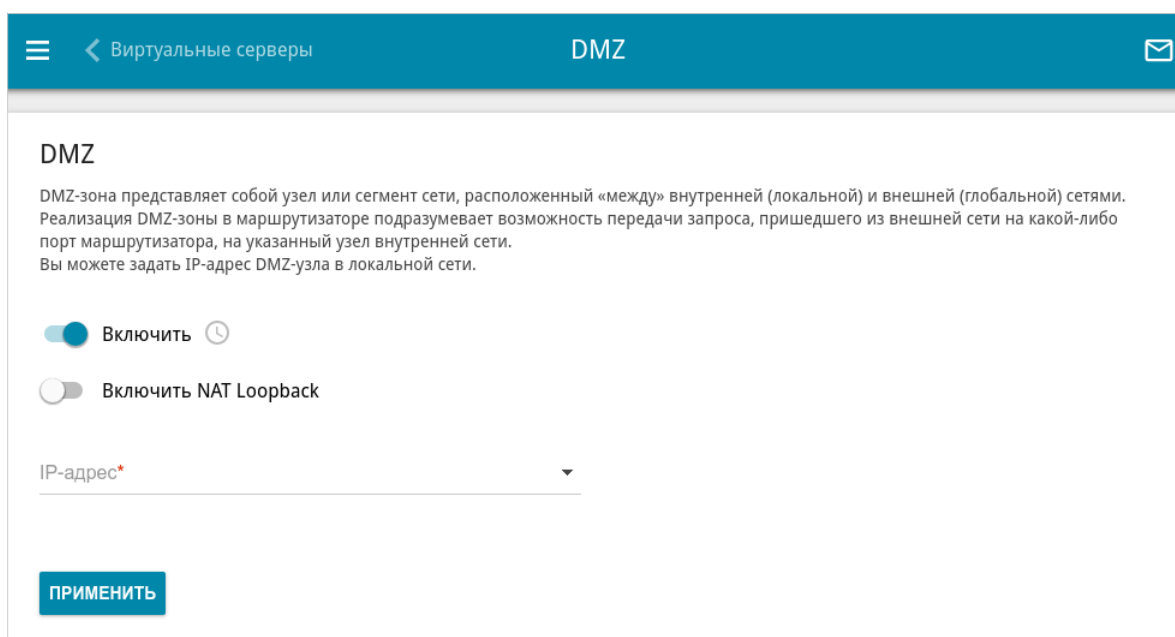 Виртуальные серверы
DMZ
DMZ
DMZ-зона представляет собой узел или сегмент сети, расположенный «между» внутренней (локальной) и внешней (глобальной) сетями.
Реализация DMZ-зоны в маршрутизаторе подразумевает возможность передачи запроса, пришедшего из внешней сети на какой-либо
порт маршрутизатора, на указанный узел внутренней сети.
Вы можете задать IP-адрес DMZ-узла в локальной сети.
Включить
Включить NAT Loopback
IP-адрес*
ПРИМЕНИТЬ